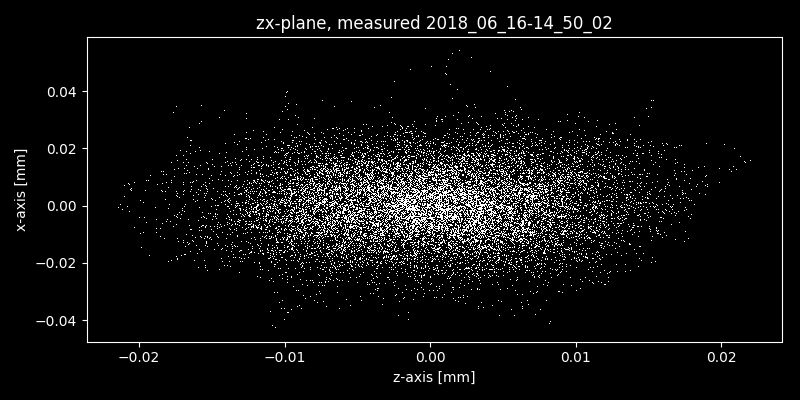 zx-plane, measured 2018_06_16-14_50_02
0.04
0.02
0.00
−0.02
−0.04
x-axis [mm]
−0.02 −0.01 0.00 0.01 0.02
z-axis [mm]